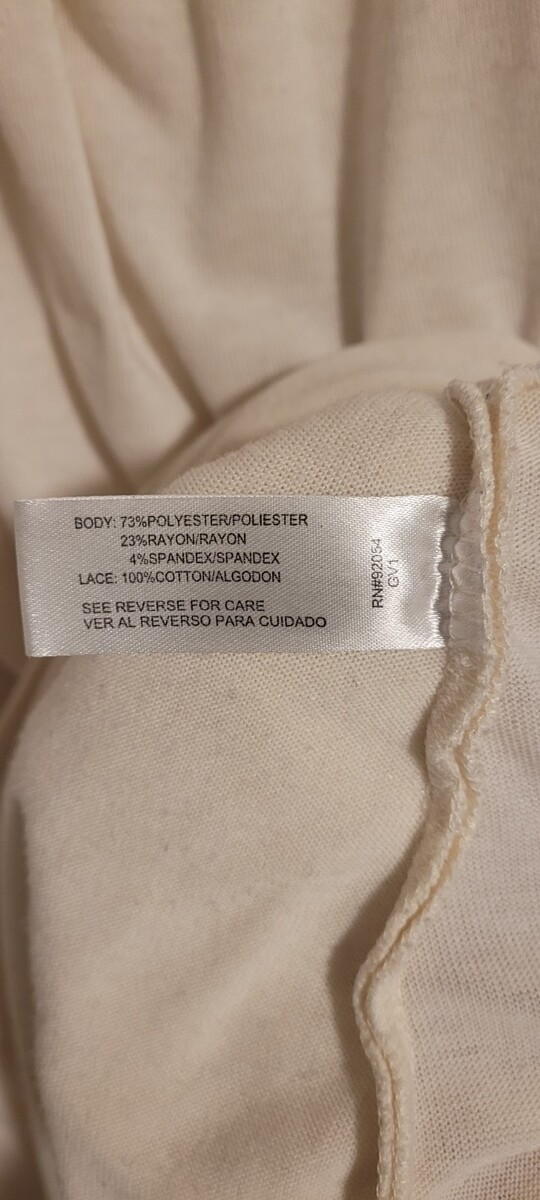 BODY: 73%POLYESTER/POLIESTER
23%RAYON/RAYON
4%SPANDEX/SPANDEX
LACE: 100%COTTON/ALGODON
SEE REVERSE FOR CARE
VER AL REVERSO PARA CUIDADO
RN#92054
GV1